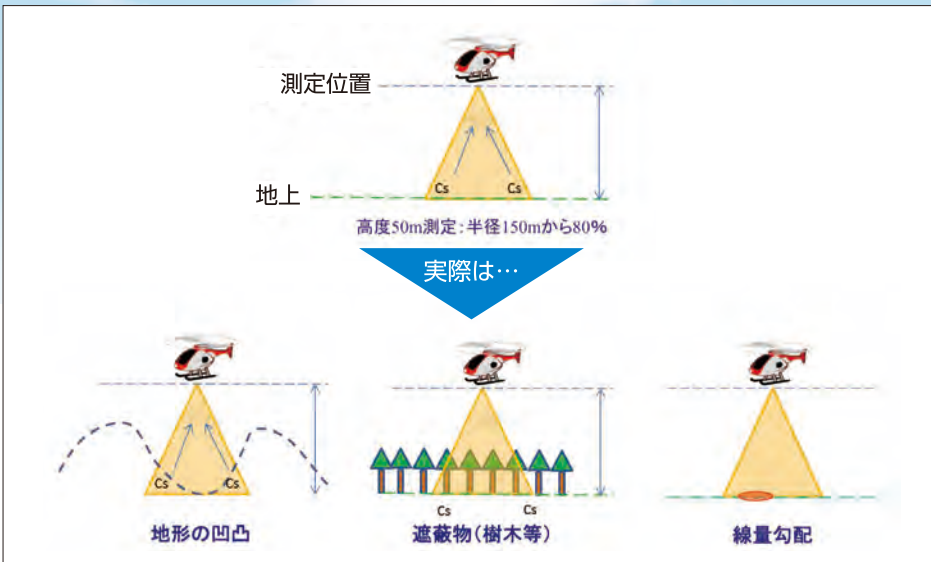 測定位置
Cs
Cs
地上
高度50m測定:半径150mから80%
実際は…
Cs
Cs
Cs
Cs
地形の凹凸
遮蔽物(樹木等)
線量勾配